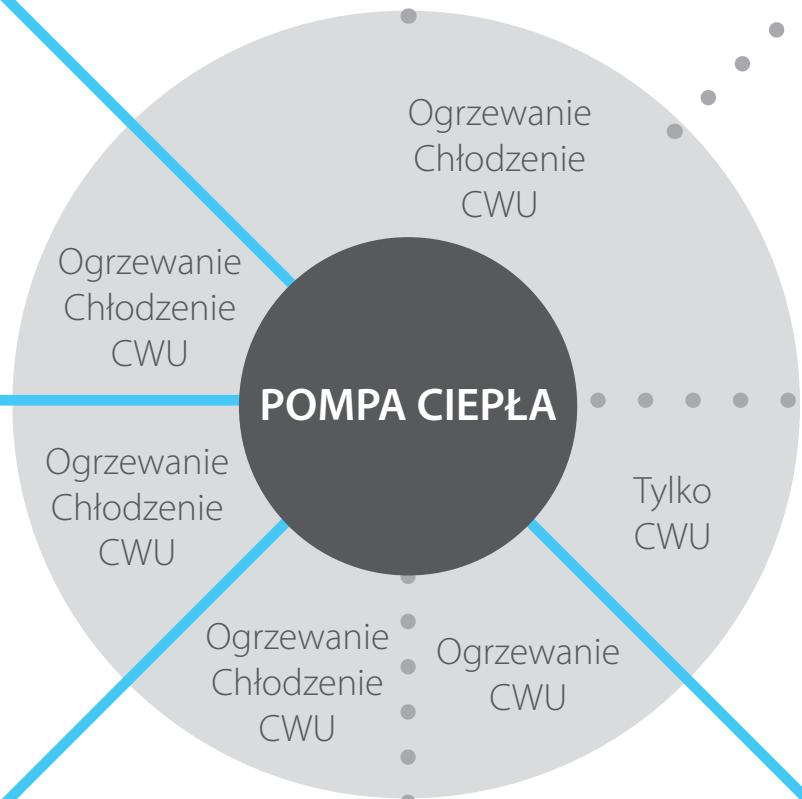 Ogrzewanie
Chłodzenie
CWU
Ogrzewanie
Chłodzenie
CWU
POMPA CIEPŁA
Ogrzewanie
Chłodzenie
CWU
Tylko
CWU
Ogrzewanie
Chłodzenie
CWU
Ogrzewanie
CWU